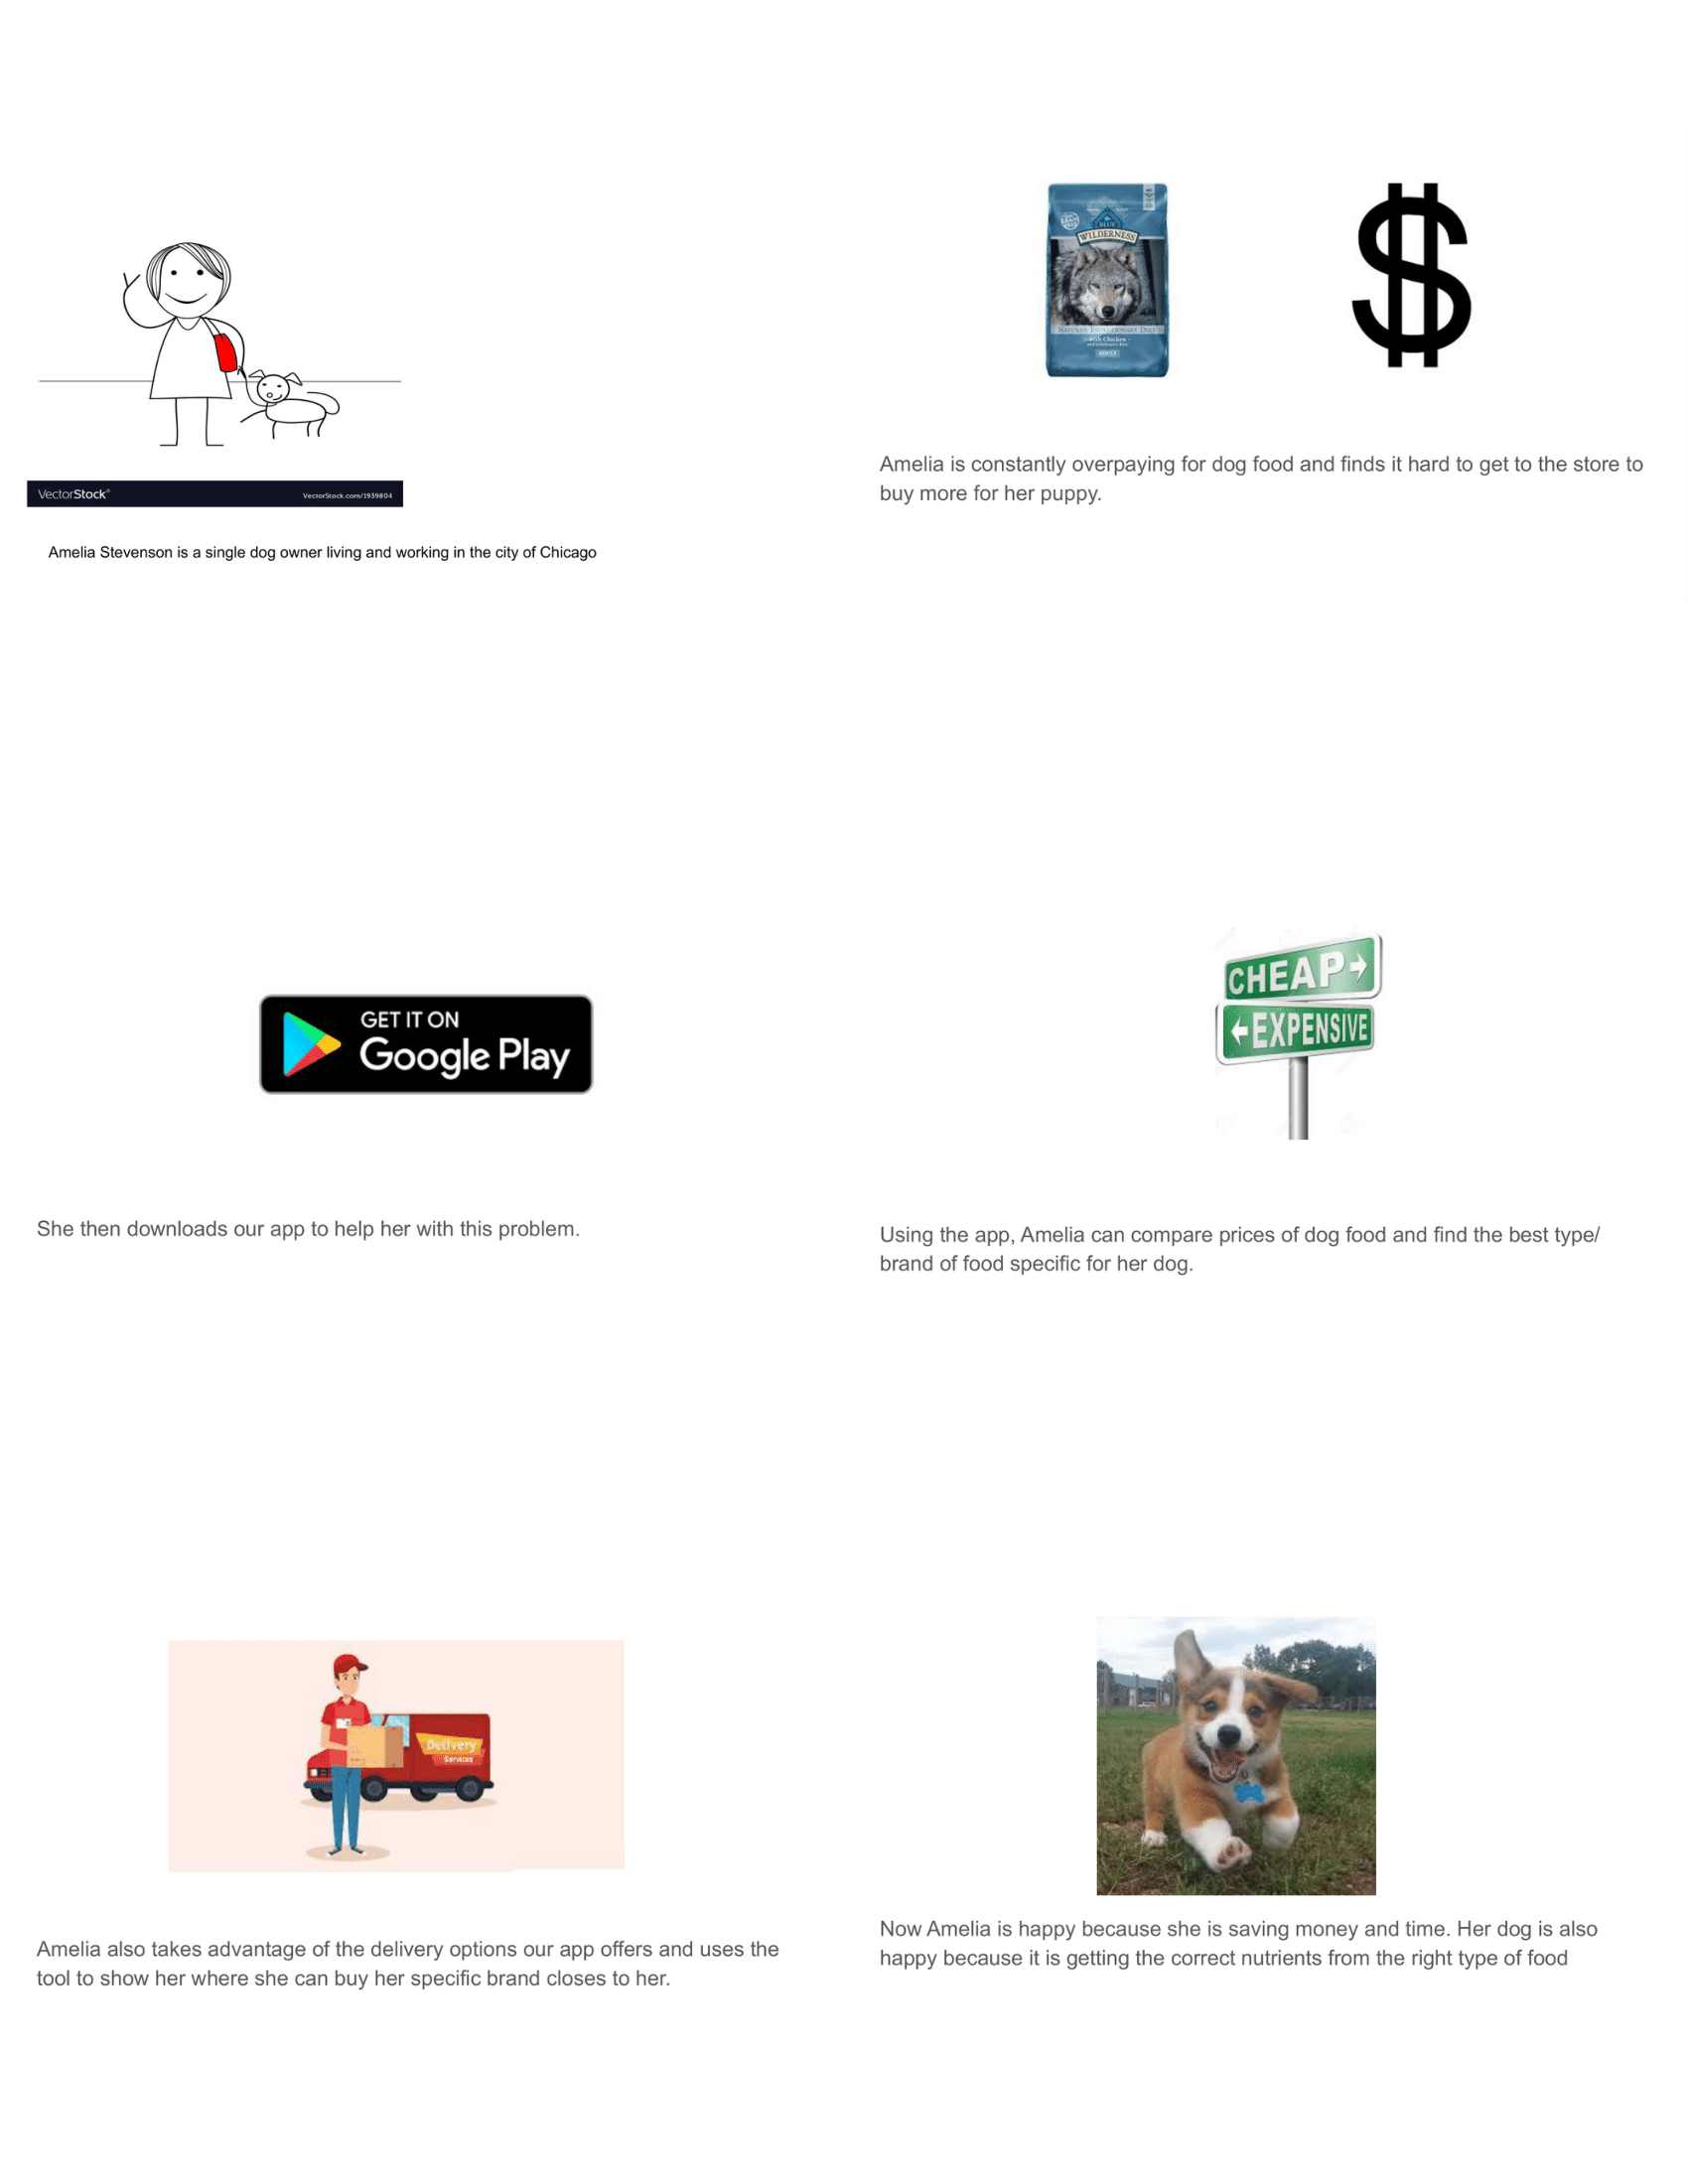 VectorStock®
VectorStock.com/1939804
Amelia Stevenson is a single dog owner living and working in the city of Chicago
BLUE
WILDERNESS
NATURE'S EVOLUTIONARY DIET
with Chicken
ADULT
$
Amelia is constantly overpaying for dog food and finds it hard to get to the store to
buy more for her puppy.
GET IT ON
Google Play
She then downloads our app to help her with this problem.
CHEAP→
←EXPENSIVE
Using the app, Amelia can compare prices of dog food and find the best type/
brand of food specific for her dog.
Delivery
Services
Amelia also takes advantage of the delivery options our app offers and uses the
tool to show her where she can buy her specific brand closes to her.
Now Amelia is happy because she is saving money and time. Her dog is also
happy because it is getting the correct nutrients from the right type of food